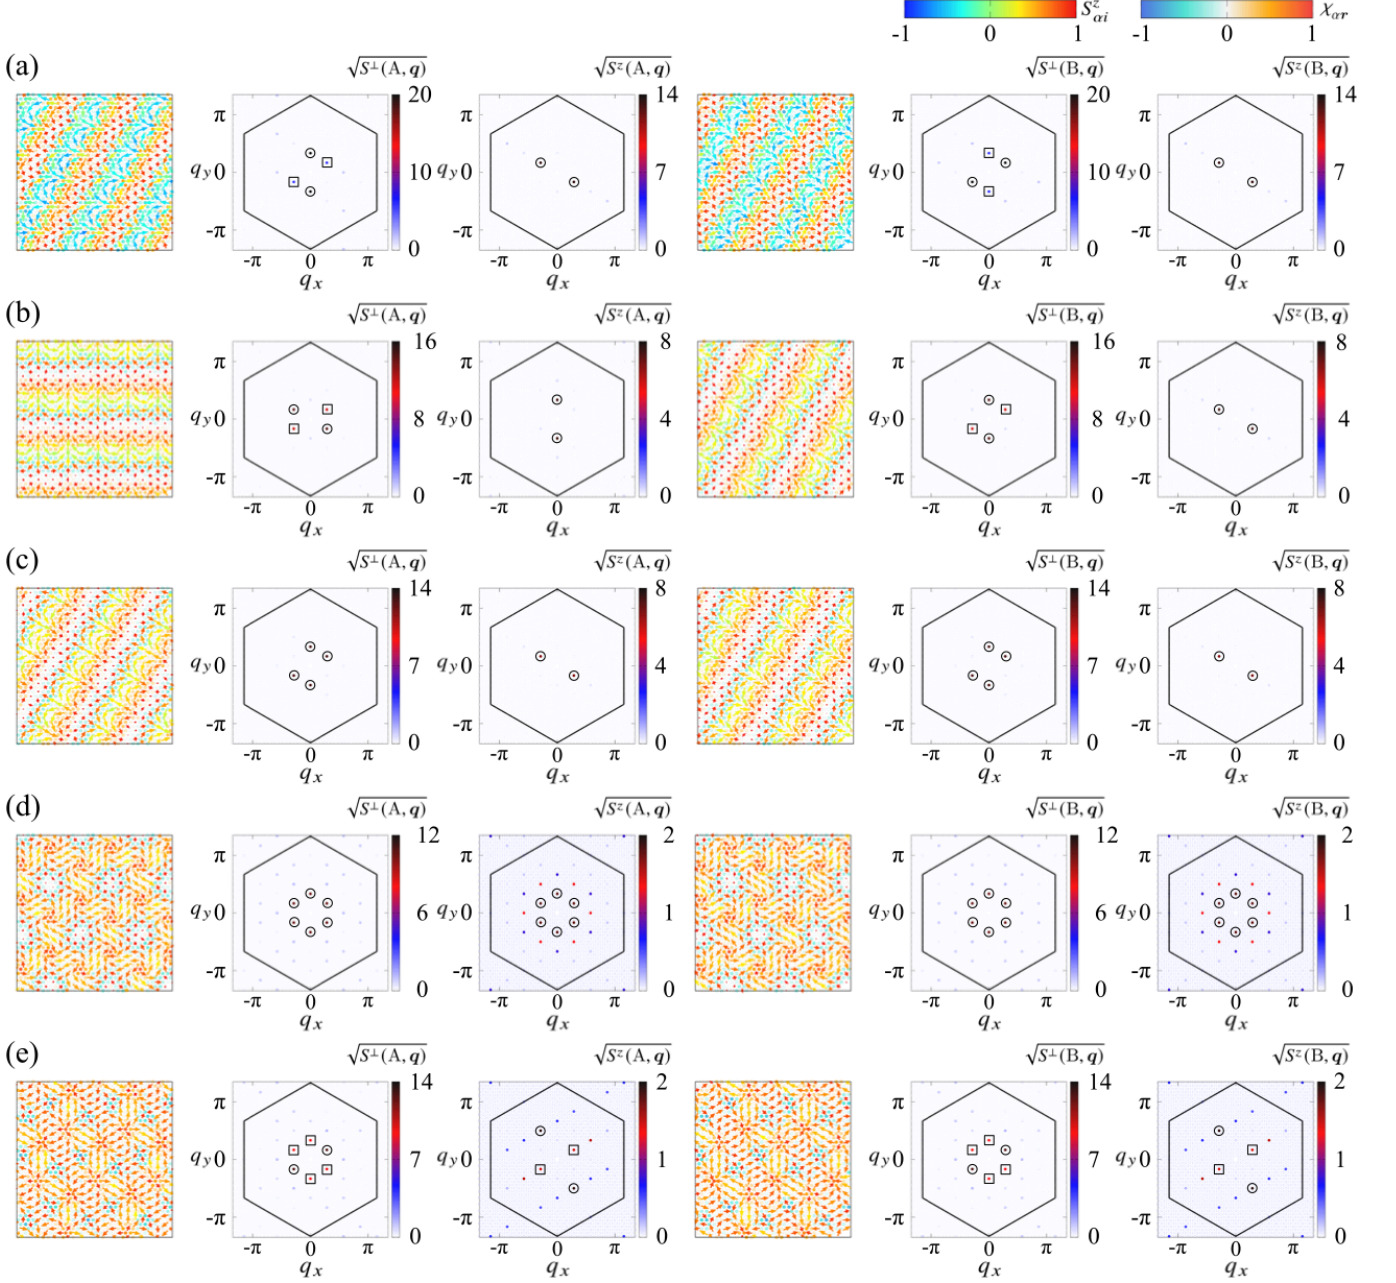 S^z_{αi} χ_{αr}
-1 0 1 -1 0 1
(a)
√S^⊥(A, q) √S^z(A, q) √S^⊥(B, q) √S^z(B, q)
π 20 π 14 π 20 π 14
q_y 0 10 q_y 0 7 q_y 0 10 q_y 0 7
-π 0 -π 0 -π 0 -π 0
-π 0 π -π 0 π -π 0 π -π 0 π
q_x q_x q_x q_x
(b)
√S^⊥(A, q) √S^z(A, q) √S^⊥(B, q) √S^z(B, q)
π 16 π 8 π 16 π 8
q_y 0 8 q_y 0 4 q_y 0 8 q_y 0 4
-π 0 -π 0 -π 0 -π 0
-π 0 π -π 0 π -π 0 π -π 0 π
q_x q_x q_x q_x
(c)
√S^⊥(A, q) √S^z(A, q) √S^⊥(B, q) √S^z(B, q)
π 14 π 8 π 14 π 8
q_y 0 7 q_y 0 4 q_y 0 7 q_y 0 4
-π 0 -π 0 -π 0 -π 0
-π 0 π -π 0 π -π 0 π -π 0 π
q_x q_x q_x q_x
(d)
√S^⊥(A, q) √S^z(A, q) √S^⊥(B, q) √S^z(B, q)
π 12 π 2 π 12 π 2
q_y 0 6 q_y 0 1 q_y 0 6 q_y 0 1
-π 0 -π 0 -π 0 -π 0
-π 0 π -π 0 π -π 0 π -π 0 π
q_x q_x q_x q_x
(e)
√S^⊥(A, q) √S^z(A, q) √S^⊥(B, q) √S^z(B, q)
π 14 π 2 π 14 π 2
q_y 0 7 q_y 0 1 q_y 0 7 q_y 0 1
-π 0 -π 0 -π 0 -π 0
-π 0 π -π 0 π -π 0 π -π 0 π
q_x q_x q_x q_x